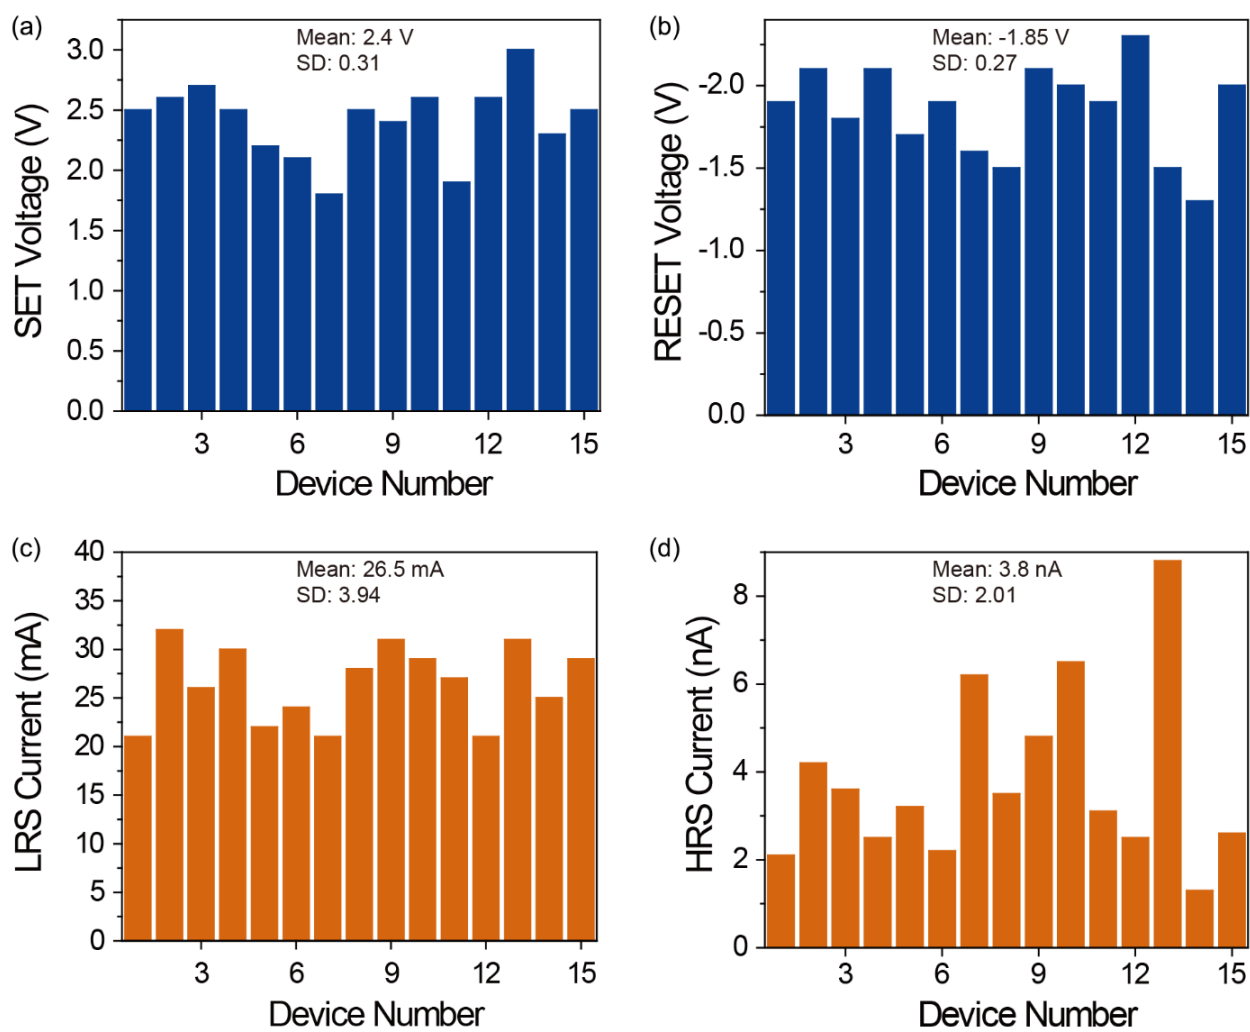 (a)
Mean: 2.4 V
SD: 0.31
SET Voltage (V)
3.0
2.5
2.0
1.5
1.0
0.5
0.0
3 6 9 12 15
Device Number
(b)
Mean: -1.85 V
SD: 0.27
RESET Voltage (V)
-2.0
-1.5
-1.0
-0.5
0.0
3 6 9 12 15
Device Number
(c)
Mean: 26.5 mA
SD: 3.94
LRS Current (mA)
40
35
30
25
20
15
10
5
0
3 6 9 12 15
Device Number
(d)
Mean: 3.8 nA
SD: 2.01
HRS Current (nA)
8
6
4
2
0
3 6 9 12 15
Device Number